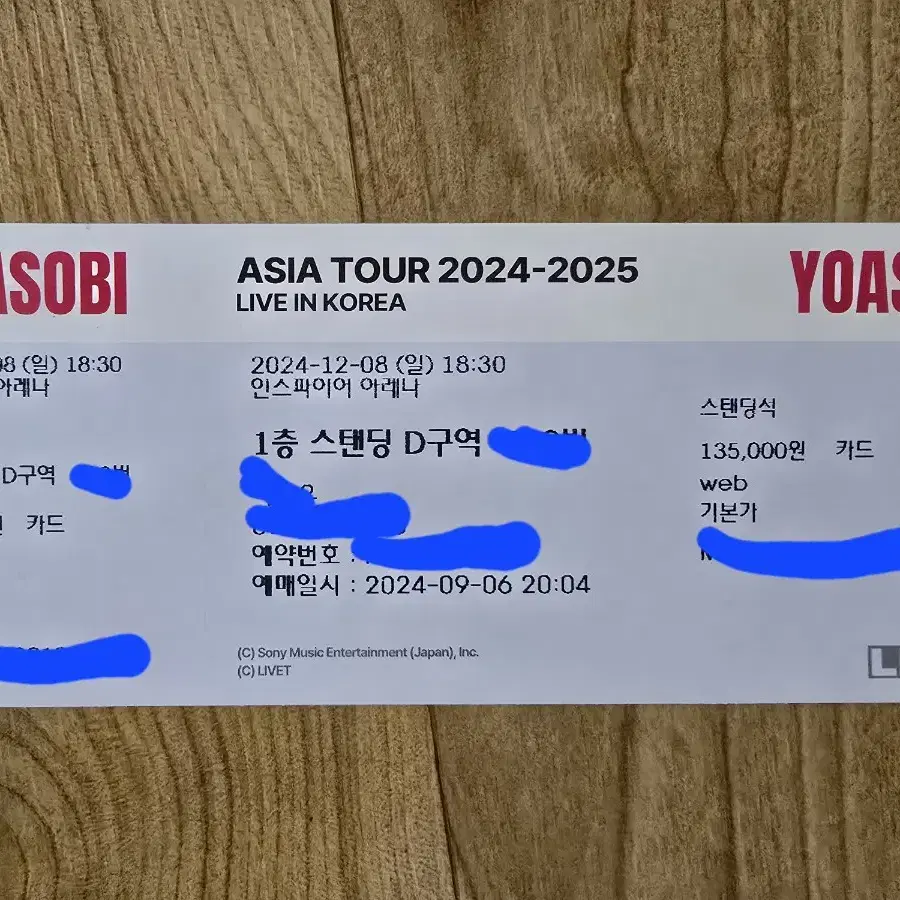 ASOBI
ASIA TOUR 2024-2025
LIVE IN KOREA
YOAS
08 (일) 18:30
아레나
D구역
카드
2024-12-08 (일) 18:30
인스파이어 아레나
1층 스탠딩 D구역
예약번호 :
예매일시 : 2024-09-06 20:04
(C) Sony Music Entertainment (Japan), Inc.
(C) LIVET
스탠딩석
135,000원 카드
web
기본가